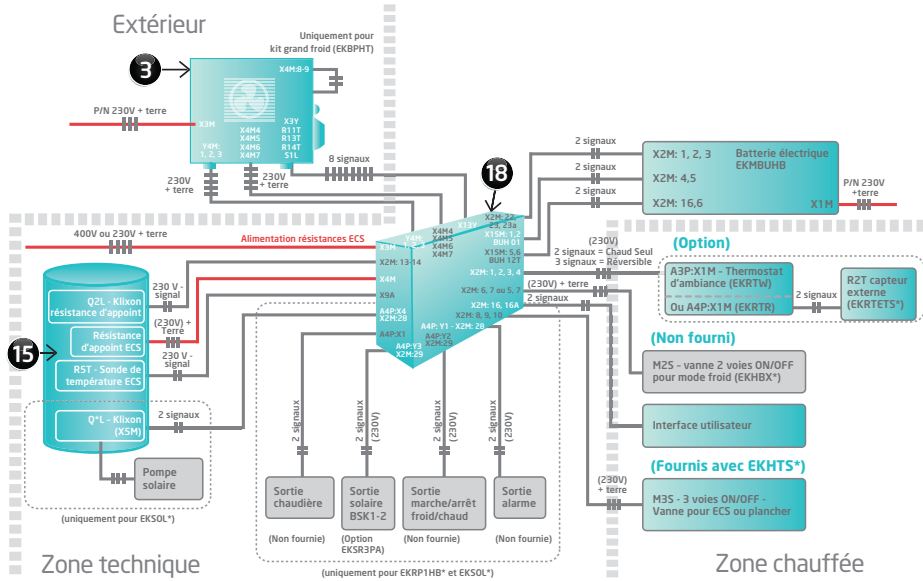 Extérieur
Uniquement pour
kit grand froid (EKBPHT)
3
X4M:8-9
P/N 230V + terre
X3M
X3Y
R11T
R13T
R14T
S1L
X4M4
X4M5
X4M6
X4M7
Y4M:
1, 2, 3
230V
+ terre
230V
+ terre
8 signaux
18
2 signaux
2 signaux
2 signaux
X2M: 1, 2, 3
X2M: 4,5
X2M: 16,6
Batterie électrique
EKMBUHB
X1M
P/N 230V
+terre
400V ou 230V + terre
Alimentation résistances ECS
X3M
Y4M:
1, 2, 3
X4M4
X4M5
X4M6
X4M7
X13Y
X2M: 22,
23, 23a
X15M: 1,2
BUH 01
X15M: 5,6
BUH 12T
X2M: 13-14
X4M
X9A
A4P:X4
X2M:28
A4P:X1
A4P:Y3
X2M:29
A4P:Y2
X2M:29
A4P: Y1 - X2M: 28
X2M: 1, 2, 3, 4
X2M: 6, 7 ou 5, 7
X2M: 16, 16A
X2M: 8, 9, 10
(230V)
2 signaux = Chaud Seul
3 signaux = Réversible
(230V) + terre
2 signaux
(Option)
A3P:X1M - Thermostat
d'ambiance (EKRTW)
Ou A4P:X1M (EKRTR)
2 signaux
R2T capteur
externe
(EKRTETS*)
(Non fourni)
M2S - vanne 2 voies ON/OFF
pour mode froid (EKHBX*)
Interface utilisateur
(Fournis avec EKHTS*)
(230V)
+ terre
M3S - 3 voies ON/OFF -
Vanne pour ECS ou plancher
15
Q2L - Klixon
résistance d'appoint
230 V -
signal
Résistance
d'appoint ECS
(230V) +
Terre
R5T - Sonde de
température ECS
230 V -
signal
Q*L - Klixon
(X5M)
2 signaux
Pompe
solaire
(uniquement pour EKSOL*)
2 signaux
2 signaux
(230V)
2 signaux
(230V)
2 signaux
(230V)
Sortie
chaudière
(Non fournie)
Sortie
solaire
BSK1-2
(Option
EKSR3PA)
Sortie
marche/arrêt
froid/chaud
(Non fournie)
Sortie
alarme
(Non fournie)
(uniquement pour EKRP1HB* et EKSOL*)
Zone technique
Zone chauffée